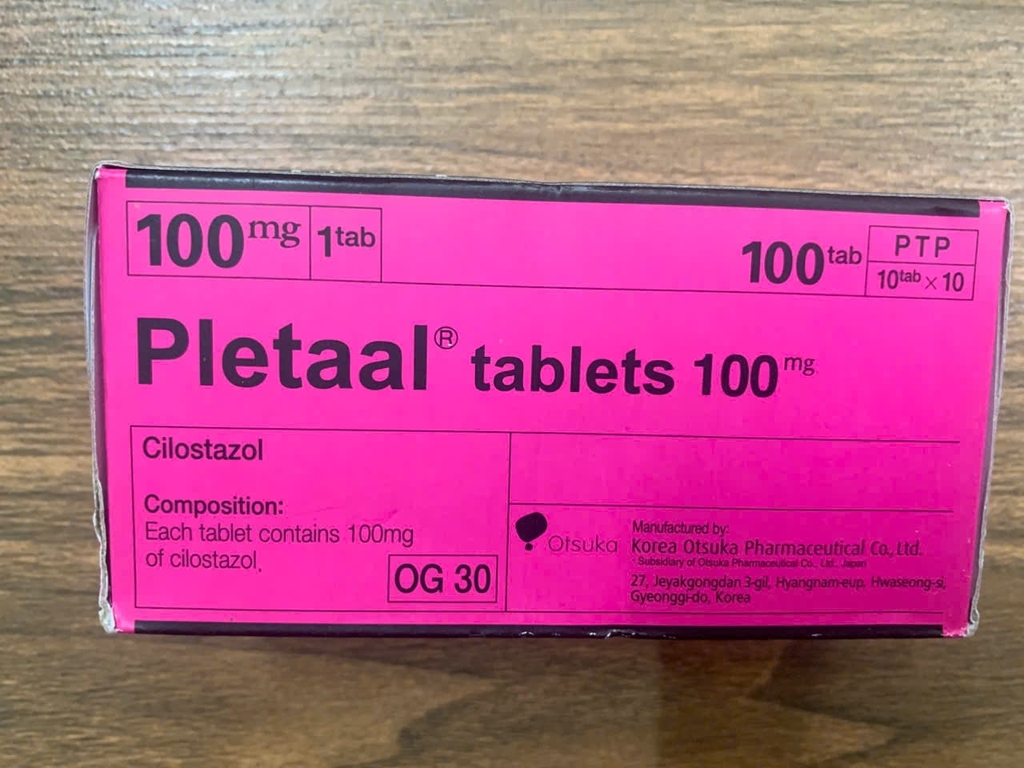 100mg 1tab
100tab PTP
10tab × 10
Pletaal® tablets 100mg
Cilostazol
Composition:
Each tablet contains 100mg
of cilostazol.
OG 30
Otsuka
Manufactured by:
Korea Otsuka Pharmaceutical Co., Ltd.
Subsidiary of Otsuka Pharmaceutical Co., Ltd., Japan
27, Jeyakgongdan 3-gil, Hyangnam-eup, Hwaseong-si,
Gyeonggi-do, Korea